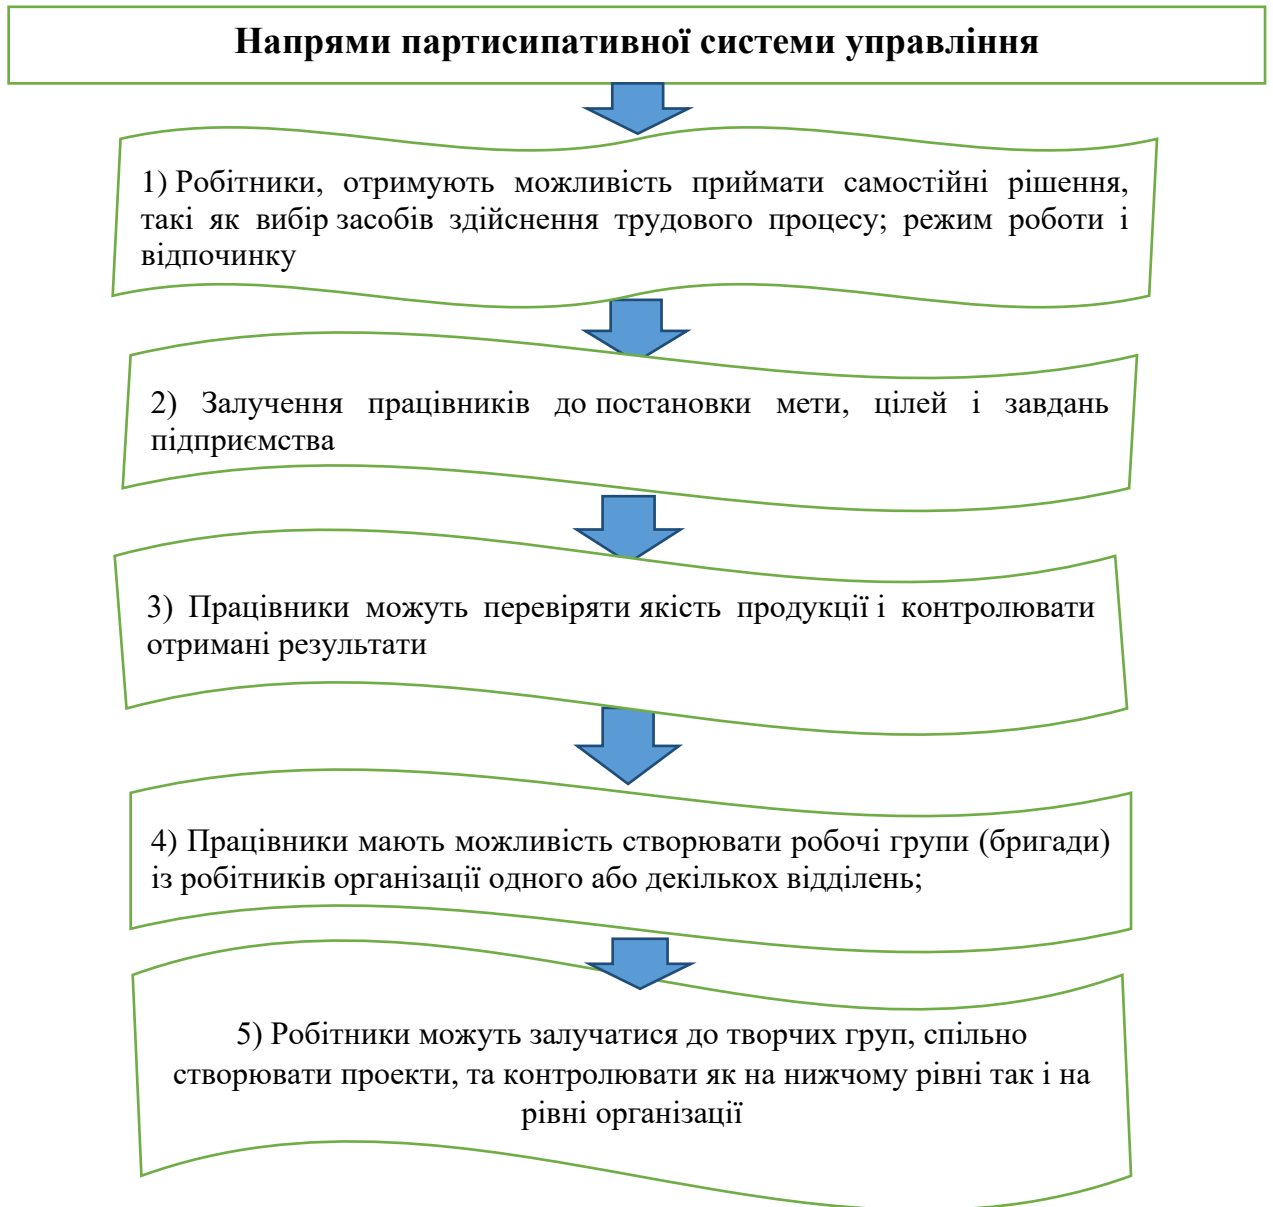 Напрями партисипативної системи управління
1) Робітники, отримують можливість приймати самостійні рішення,
такі як вибір засобів здійснення трудового процесу; режим роботи і
відпочинку
2) Залучення працівників до постановки мети, цілей і завдань
підприємства
3) Працівники можуть перевіряти якість продукції і контролювати
отримані результати
4) Працівники мають можливість створювати робочі групи (бригади)
із робітників організації одного або декількох відділень;
5) Робітники можуть залучатися до творчих груп, спільно
створювати проекти, та контролювати як на нижчому рівні так і на
рівні організації